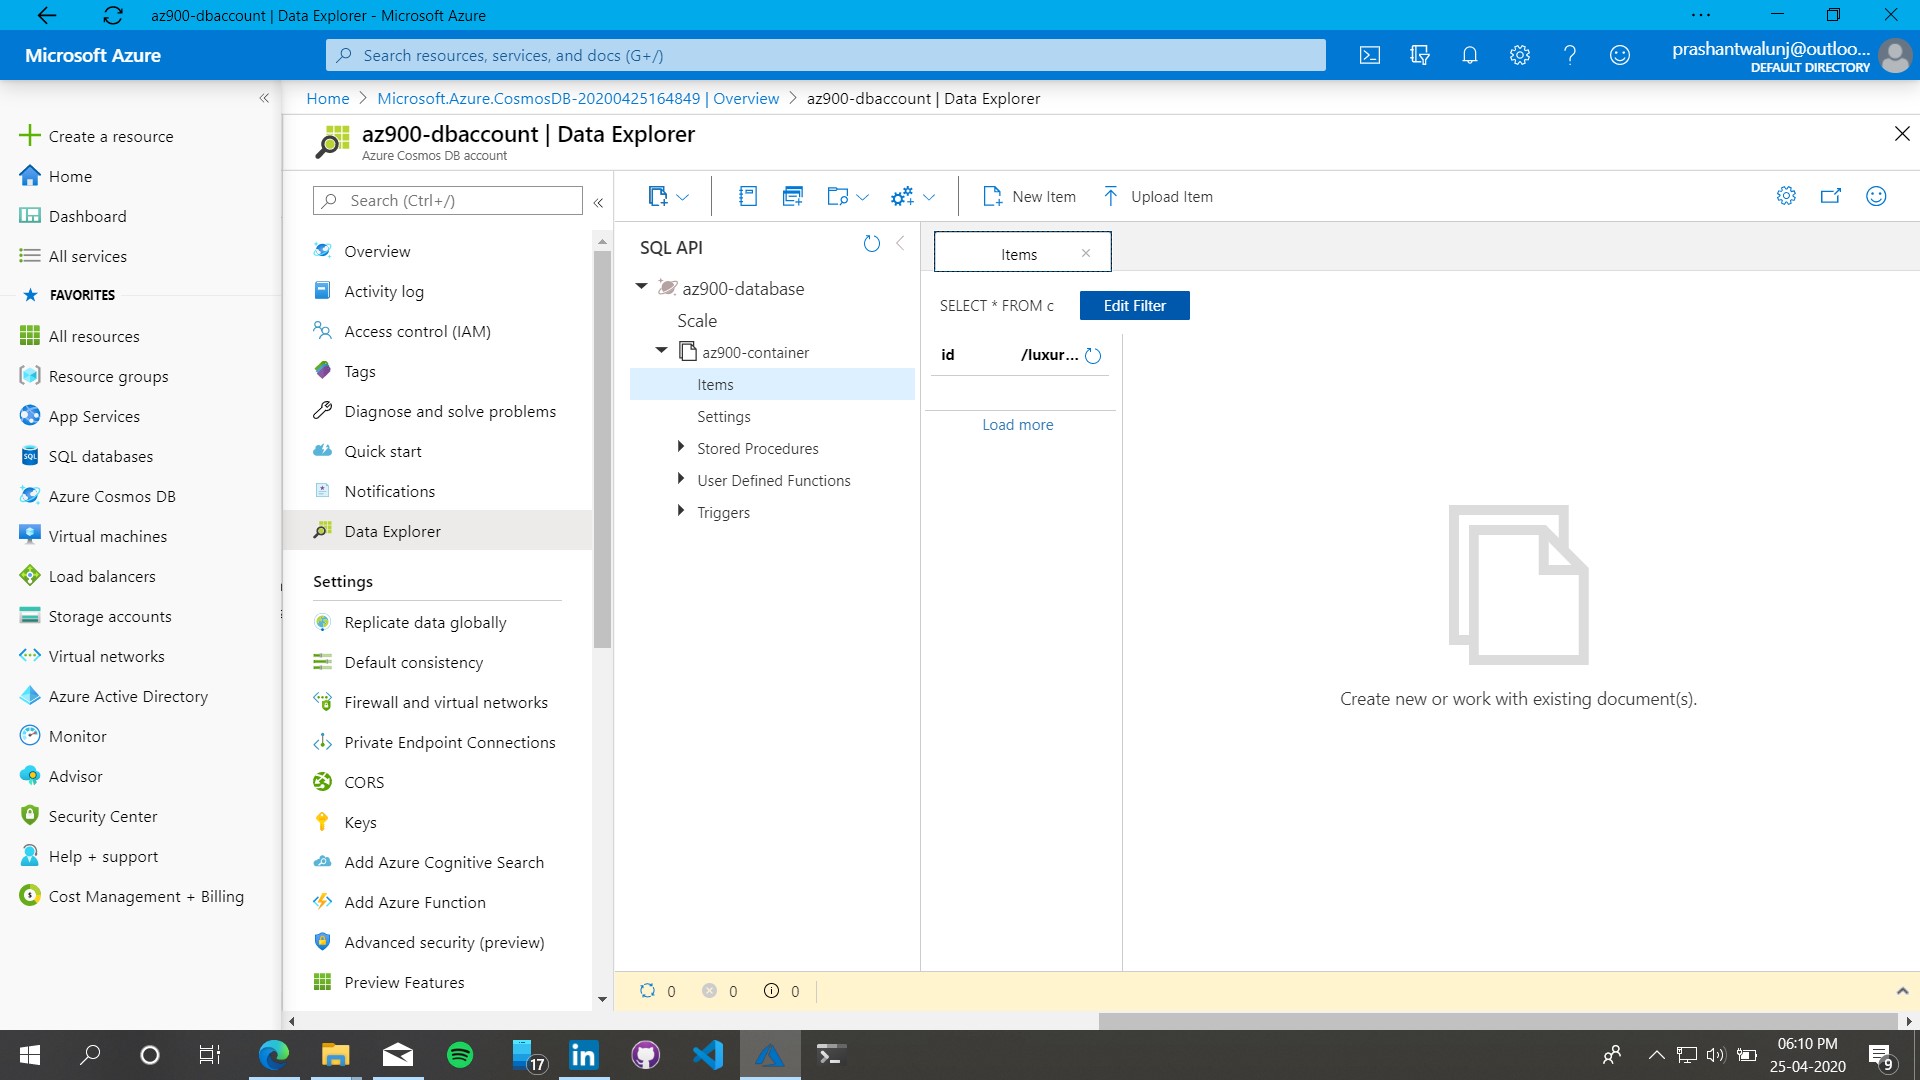 az900-dbaccount | Data Explorer - Microsoft Azure
Microsoft Azure
Search resources, services, and docs (G+/)
prashantwalunj@outloo...
DEFAULT DIRECTORY
Home > Microsoft.Azure.CosmosDB-20200425164849 | Overview > az900-dbaccount | Data Explorer
az900-dbaccount | Data Explorer
Azure Cosmos DB account
Create a resource
Home
Dashboard
All services
FAVORITES
All resources
Resource groups
App Services
SQL databases
Azure Cosmos DB
Virtual machines
Load balancers
Storage accounts
Virtual networks
Azure Active Directory
Monitor
Advisor
Security Center
Help + support
Cost Management + Billing
Search (Ctrl+/)
Overview
Activity log
Access control (IAM)
Tags
Diagnose and solve problems
Quick start
Notifications
Data Explorer
Settings
Replicate data globally
Default consistency
Firewall and virtual networks
Private Endpoint Connections
CORS
Keys
Add Azure Cognitive Search
Add Azure Function
Advanced security (preview)
Preview Features
New Item
Upload Item
SQL API
az900-database
Scale
az900-container
Items
Settings
Stored Procedures
User Defined Functions
Triggers
Items
SELECT * FROM c
Edit Filter
id /luxur...
Load more
Create new or work with existing document(s).
0 0 0
17
06:10 PM
25-04-2020
9